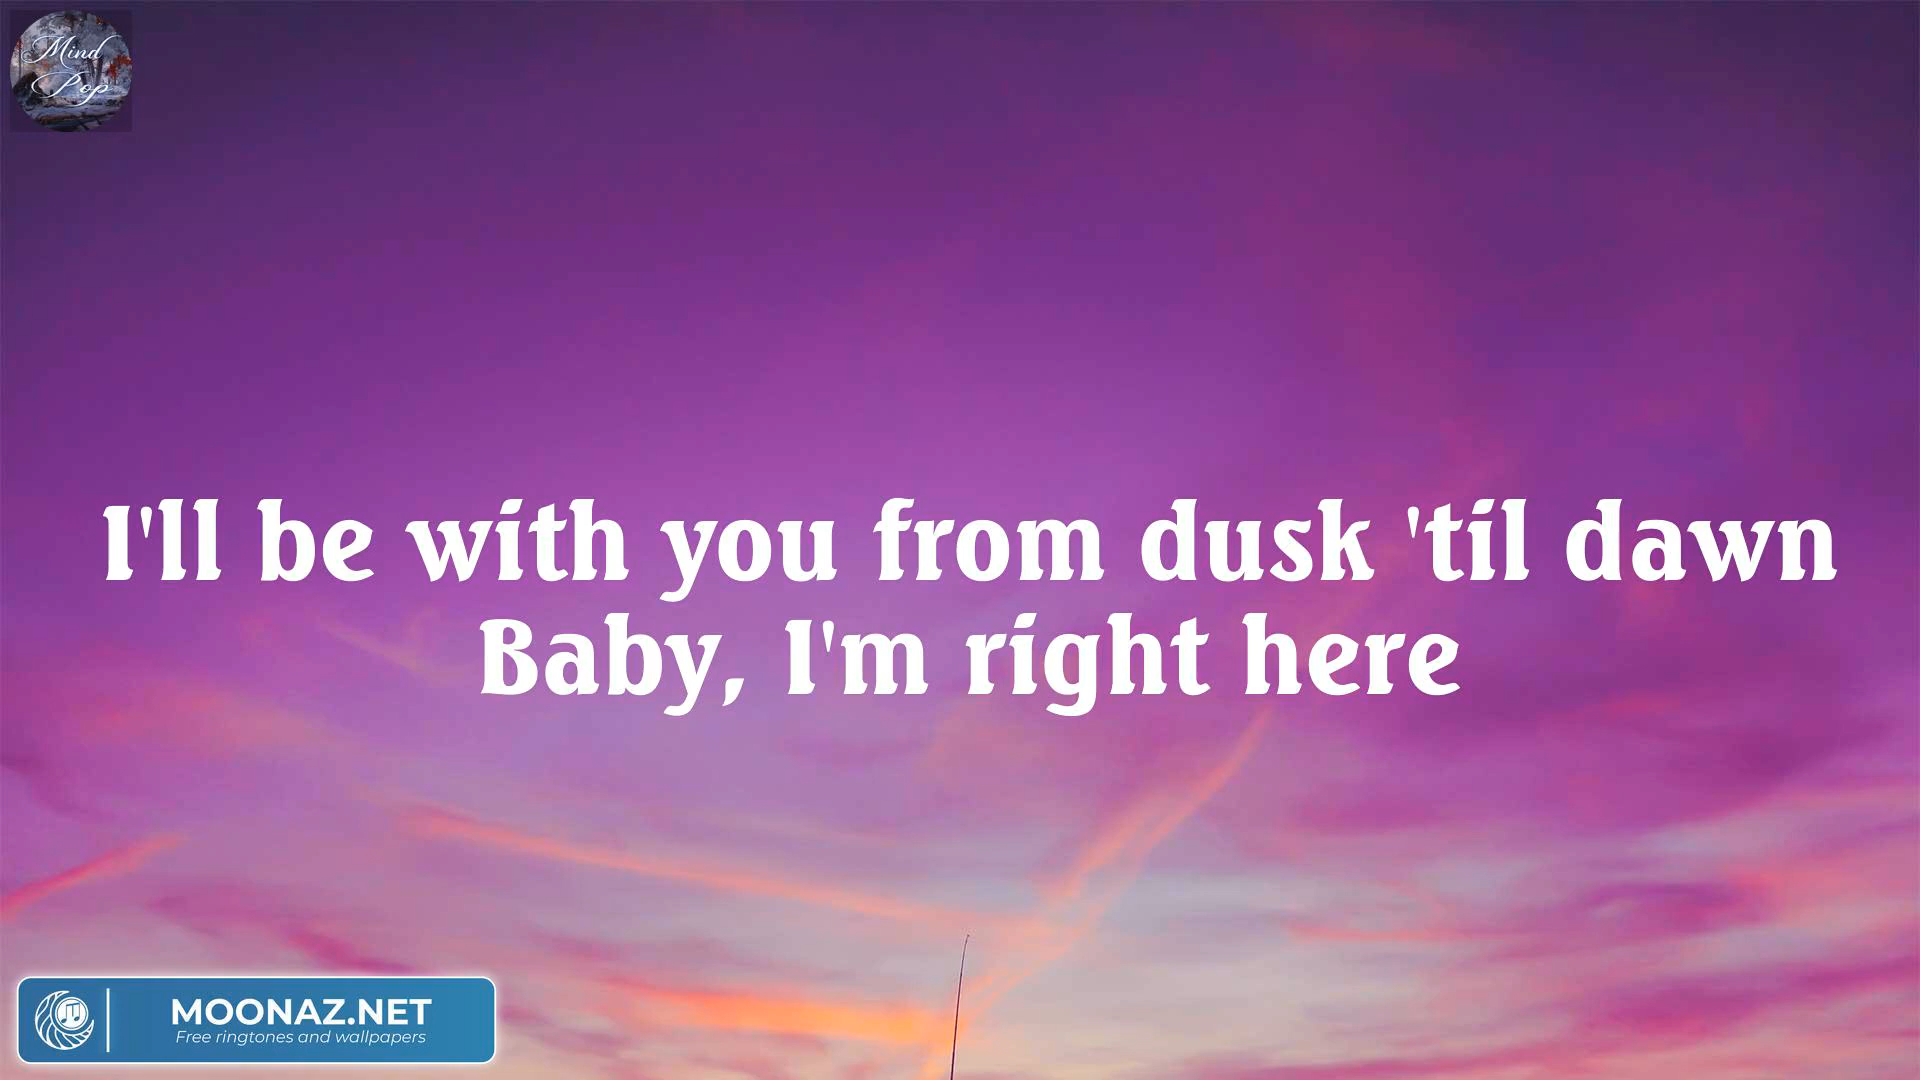 Mind
Pop
I'll be with you from dusk 'til dawn
Baby, I'm right here
MOONAZ.NET
Free ringtones and wallpapers